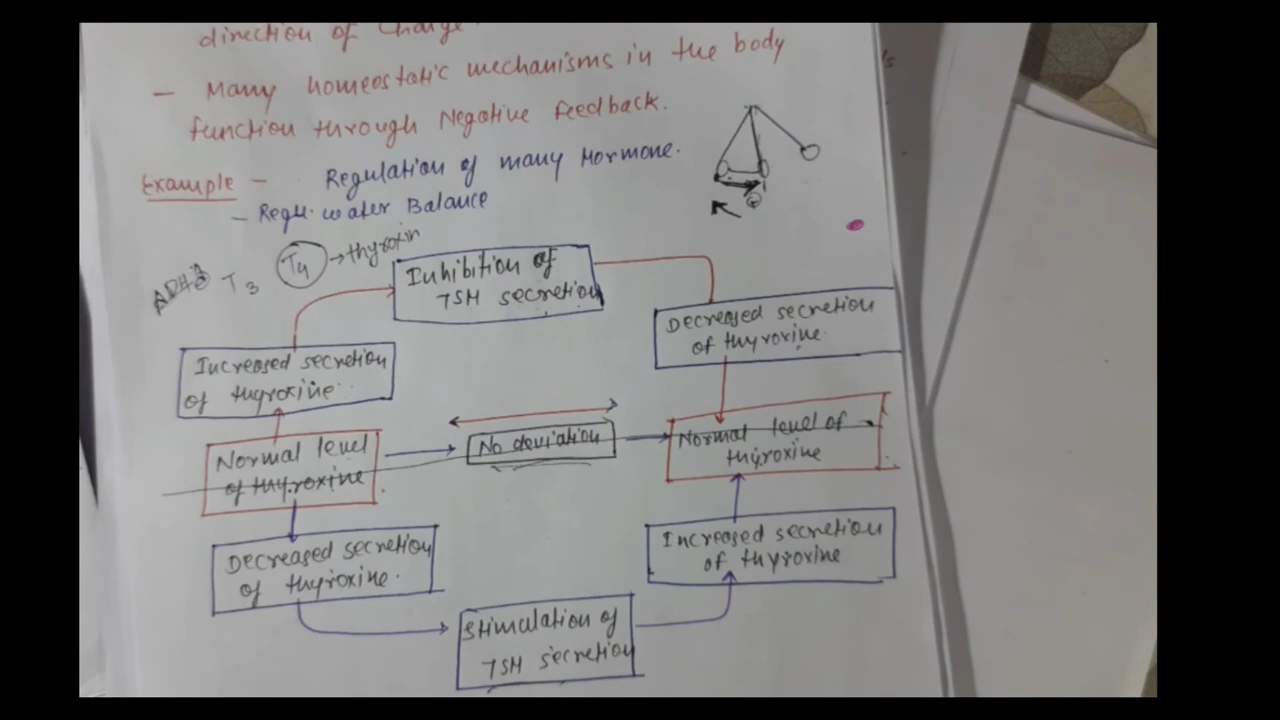 direction of change
- Many homeostatic mechanisms in the body
function through Negative feedback.
Example - Regulation of many Hormone.
- Regu. water Balance
T3 T4 → thyroxin
Inhibition of
TSH secretion
Decreased secretion
of thyroxine.
Increased secretion
of thyroxine.
Normal level
of thyroxine
No deviation
Normal level of
thyroxine
Decreased secretion
of thyroxine.
Increased secretion
of thyroxine
Stimulation of
TSH secretion